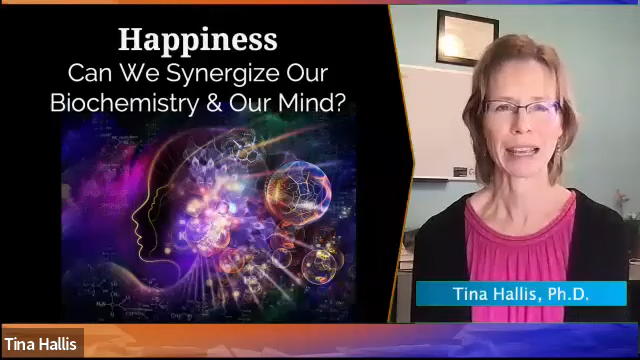 Happiness
Can We Synergize Our
Biochemistry & Our Mind?
Tina Hallis, Ph.D.
Tina Hallis